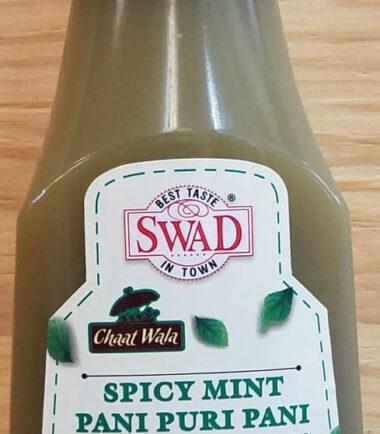 BEST TASTE
SWAD®
IN TOWN
Chaat Wala
SPICY MINT
PANI PURI PANI